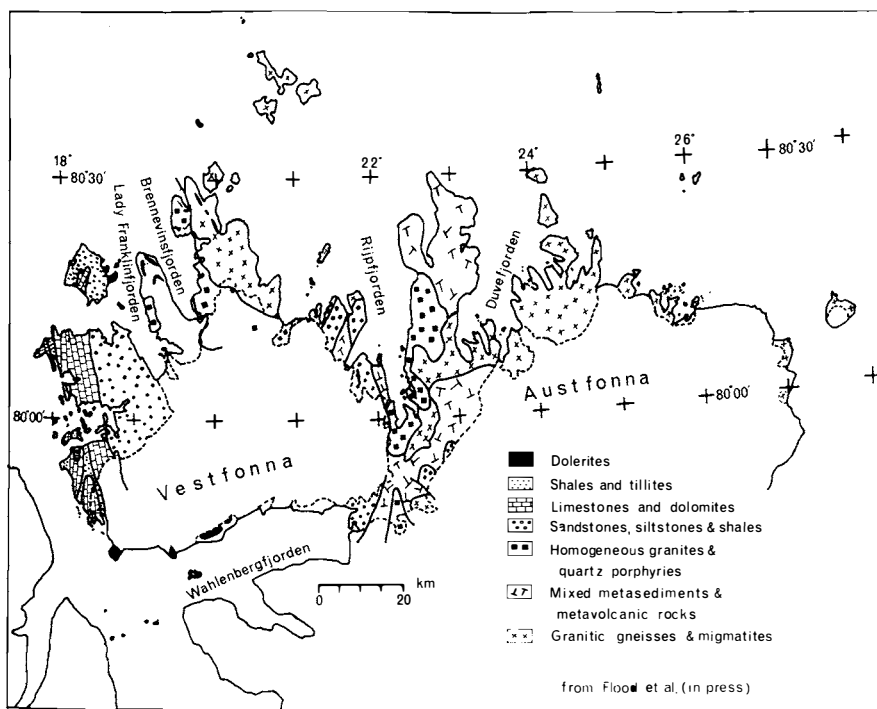 18°
22°
24°
26°
80°30'
80°30'
Lady Franklinfjorden
Brennevinsfjorden
Rijpfjorden
Duvefjorden
80°00'
80°00'
Austfonna
Vestfonna
Wahlenbergfjorden
km
0 20
Dolerites
Shales and tillites
Limestones and dolomites
Sandstones, siltstones & shales
Homogeneous granites &
quartz porphyries
Mixed metasediments &
metavolcanic rocks
Granitic gneisses & migmatites
from Flood et al. (in press)